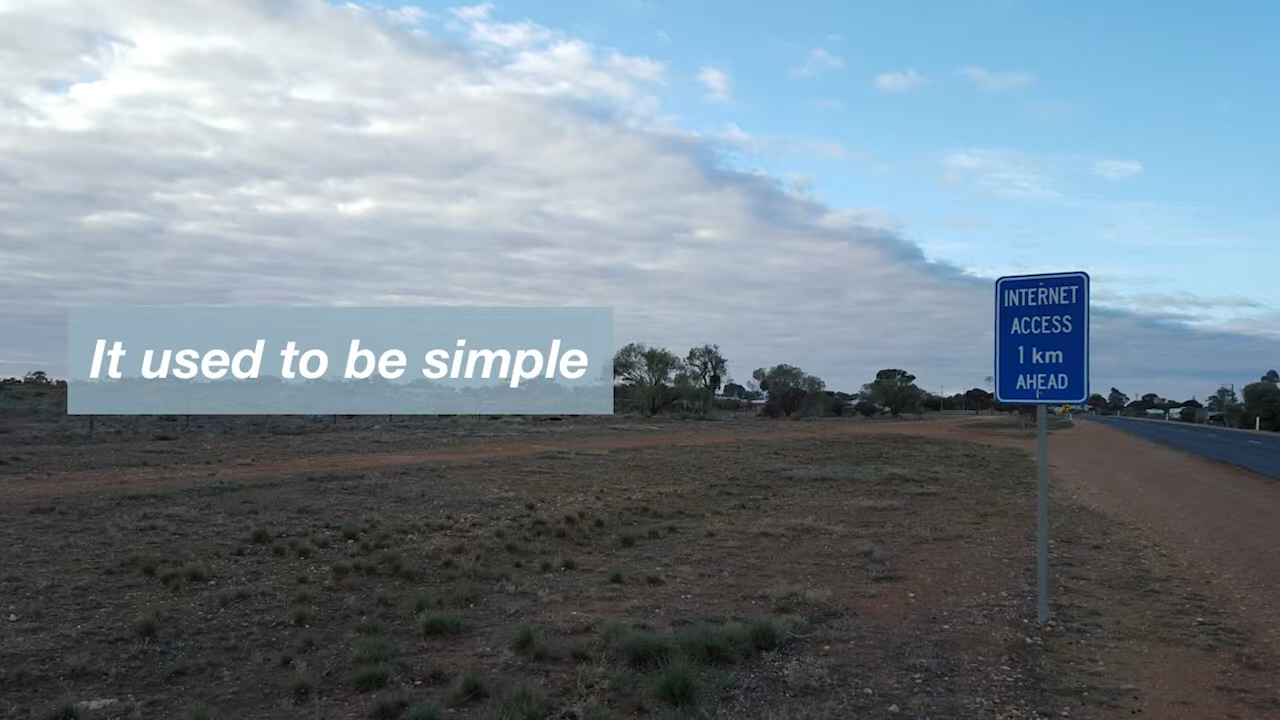 It used to be simple
INTERNET
ACCESS
1 km
AHEAD